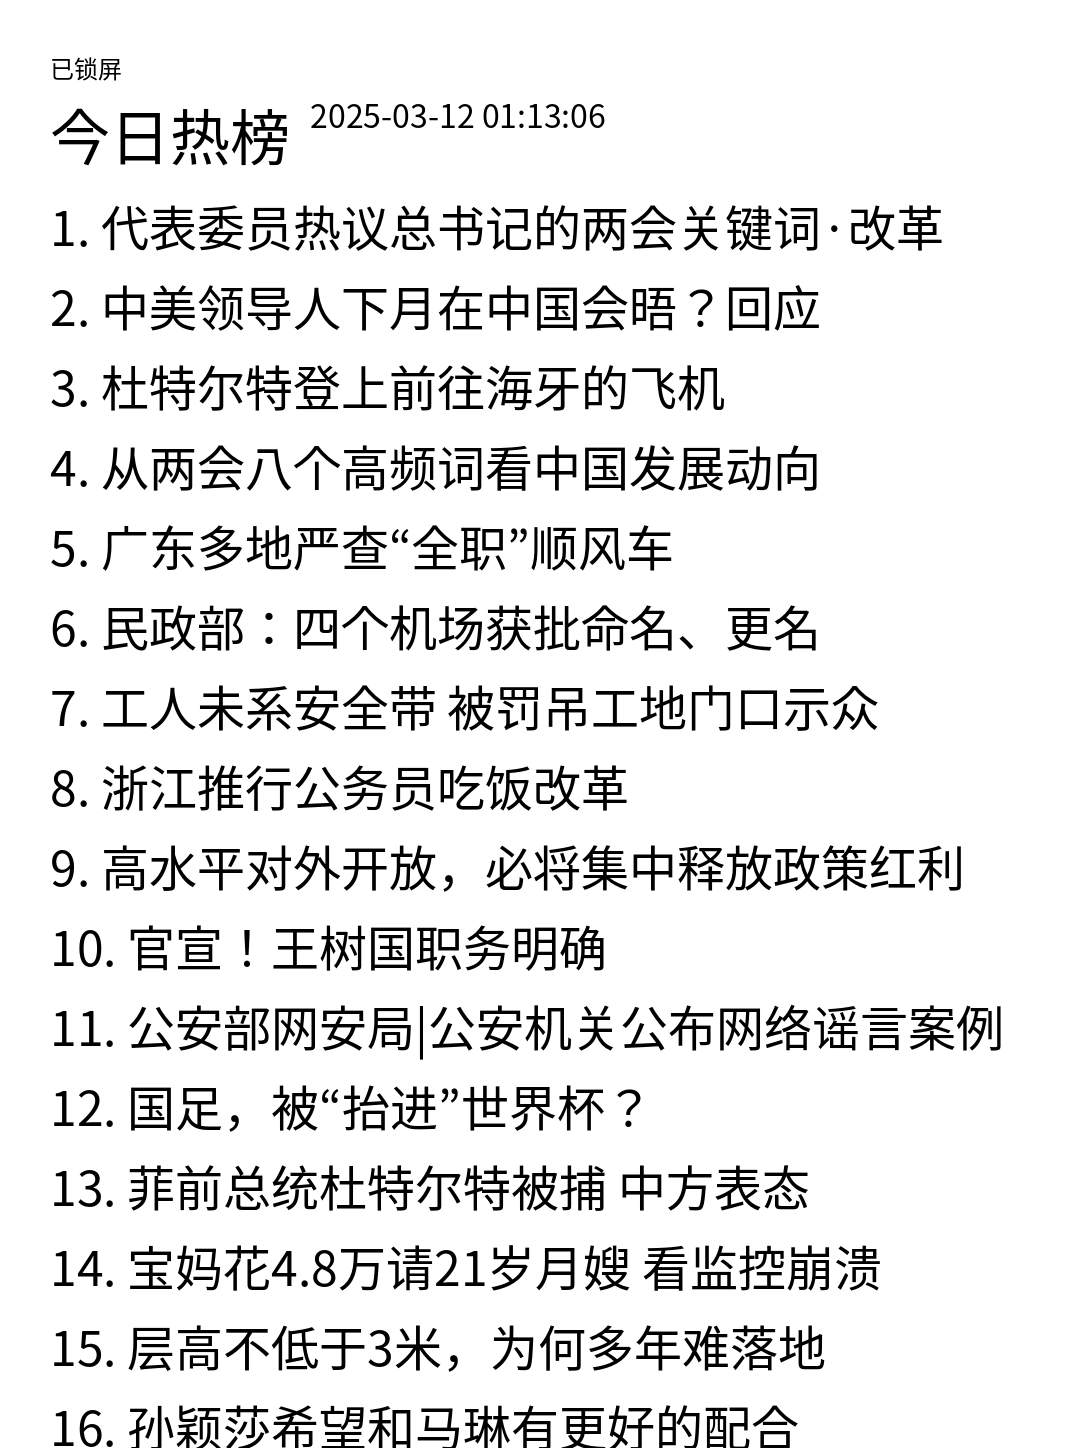 已锁屏
今日热榜 2025-03-12 01:13:06
1. 代表委员热议总书记的两会关键词·改革
2. 中美领导人下月在中国会晤？回应
3. 杜特尔特登上前往海牙的飞机
4. 从两会八个高频词看中国发展动向
5. 广东多地严查“全职”顺风车
6. 民政部：四个机场获批命名、更名
7. 工人未系安全带 被罚吊工地门口示众
8. 浙江推行公务员吃饭改革
9. 高水平对外开放，必将集中释放政策红利
10. 官宣！王树国职务明确
11. 公安部网安局|公安机关公布网络谣言案例
12. 国足，被“抬进”世界杯？
13. 菲前总统杜特尔特被捕 中方表态
14. 宝妈花4.8万请21岁月嫂 看监控崩溃
15. 层高不低于3米，为何多年难落地
16. 孙颖莎希望和马琳有更好的配合